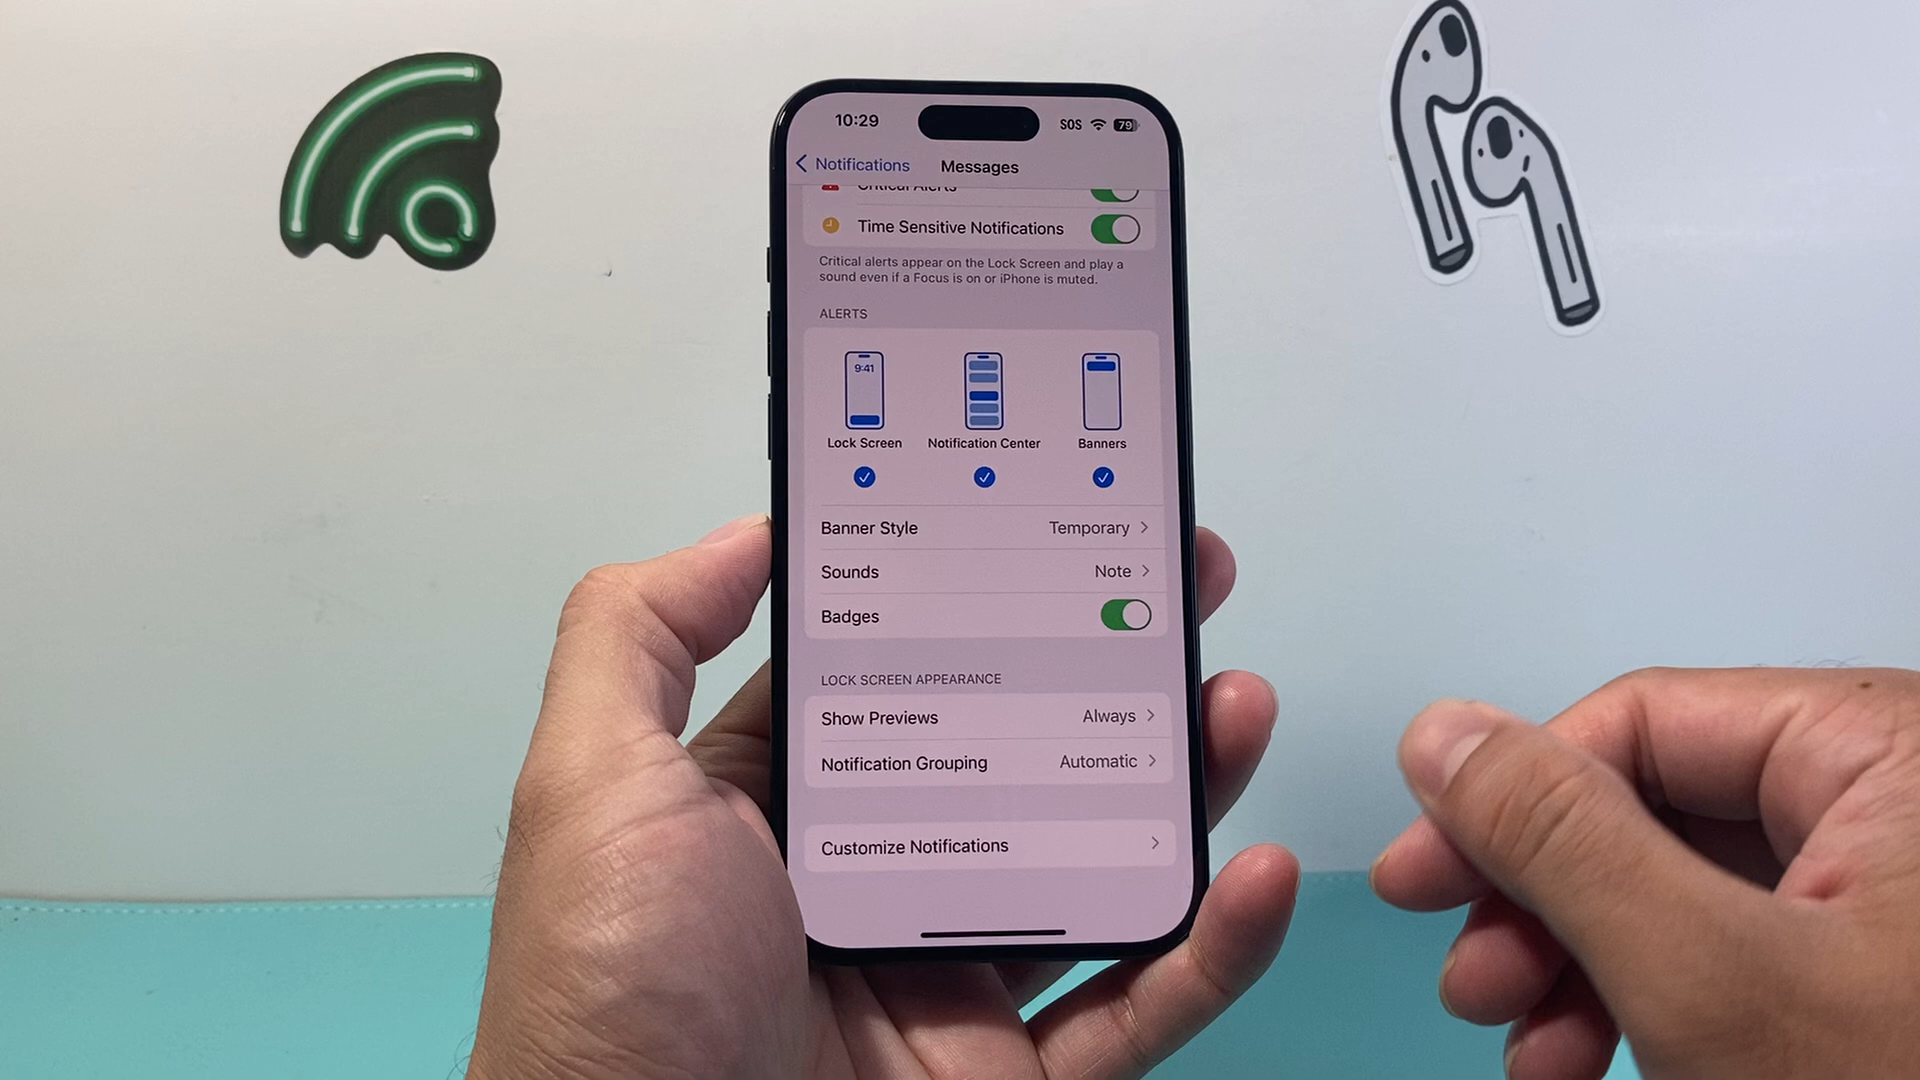 10:29
SOS 79
Notifications Messages
Critical Alerts
Time Sensitive Notifications
Critical alerts appear on the Lock Screen and play a
sound even if a Focus is on or iPhone is muted.
ALERTS
9:41
Lock Screen Notification Center Banners
Banner Style Temporary
Sounds Note
Badges
LOCK SCREEN APPEARANCE
Show Previews Always
Notification Grouping Automatic
Customize Notifications